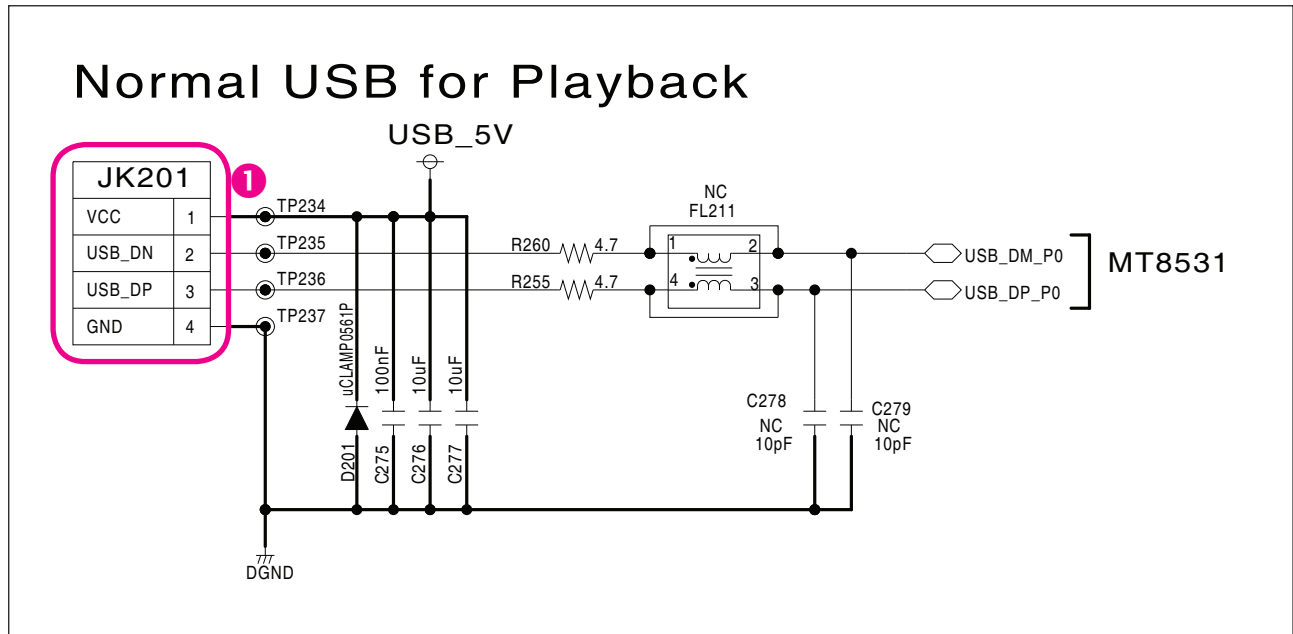 Normal USB for Playback
USB_5V
JK201
1
VCC 1
USB_DN 2
USB_DP 3
GND 4
TP234
TP235
TP236
TP237
R260 4.7
R255 4.7
NC
FL211
1 2
4 3
USB_DM_P0
USB_DP_P0
MT8531
uCLAMP0561P
D201
100nF
C275
10uF
C276
10uF
C277
C278
NC
10pF
C279
NC
10pF
DGND